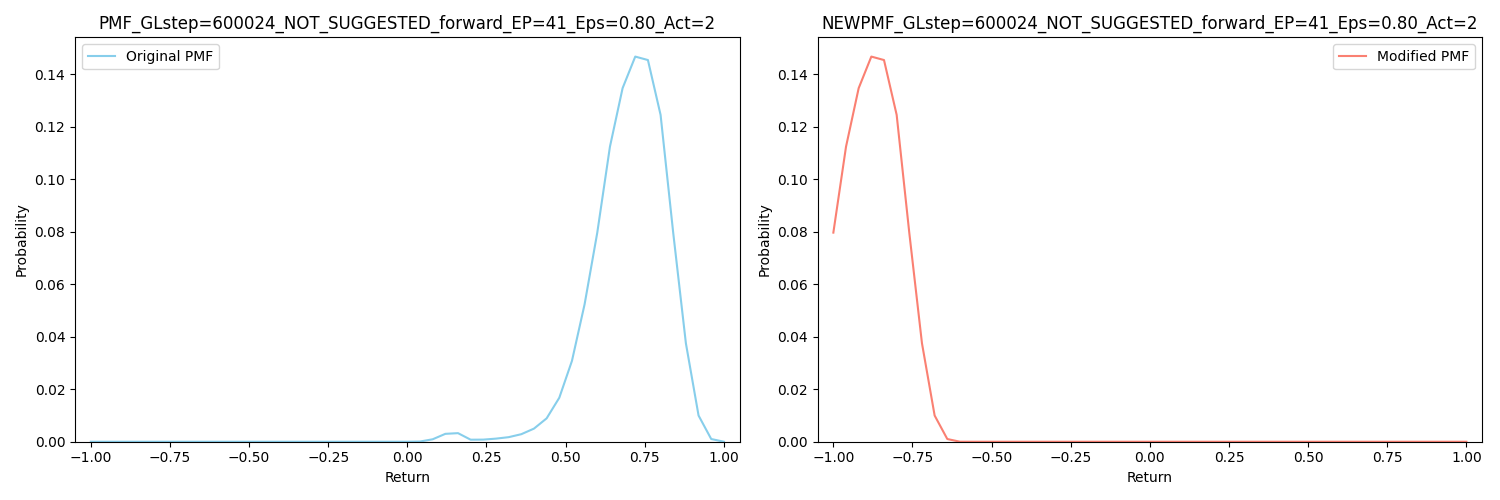 PMF_GLstep=600024_NOT_SUGGESTED_forward_EP=41_Eps=0.80_Act=2
Original PMF
0.14
0.12
0.10
0.08
0.06
0.04
0.02
0.00
Probability
−1.00 −0.75 −0.50 −0.25 0.00 0.25 0.50 0.75 1.00
Return
NEWPMF_GLstep=600024_NOT_SUGGESTED_forward_EP=41_Eps=0.80_Act=2
Modified PMF
0.14
0.12
0.10
0.08
0.06
0.04
0.02
0.00
Probability
−1.00 −0.75 −0.50 −0.25 0.00 0.25 0.50 0.75 1.00
Return